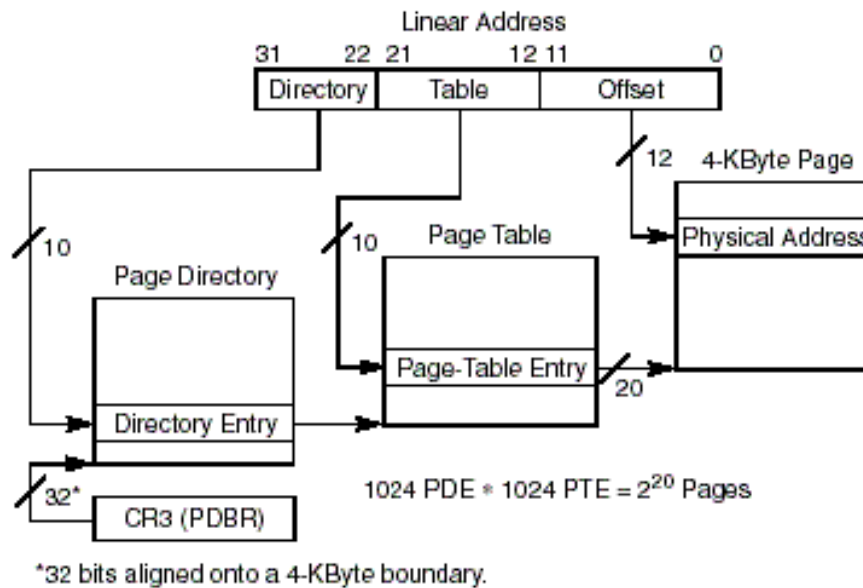 Linear Address
31 22 21 12 11 0
Directory Table Offset
12 4-KByte Page
10 10 Page Table Physical Address
Page Directory
Page-Table Entry
20
Directory Entry
32*
1024 PDE * 1024 PTE = 2²⁰ Pages
CR3 (PDBR)
*32 bits aligned onto a 4-KByte boundary.